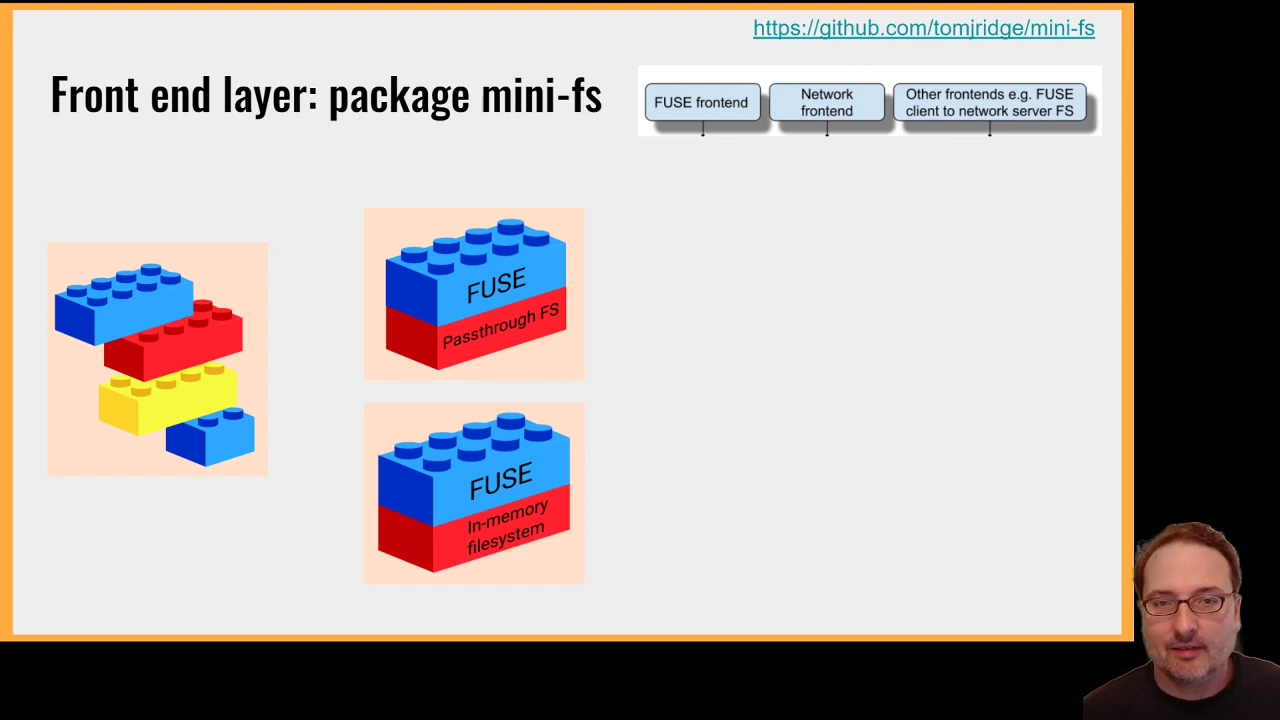 https://github.com/tomjridge/mini-fs
Front end layer: package mini-fs
FUSE frontend
Network
frontend
Other frontends e.g. FUSE
client to network server FS
FUSE
Passthrough FS
FUSE
In-memory
filesystem